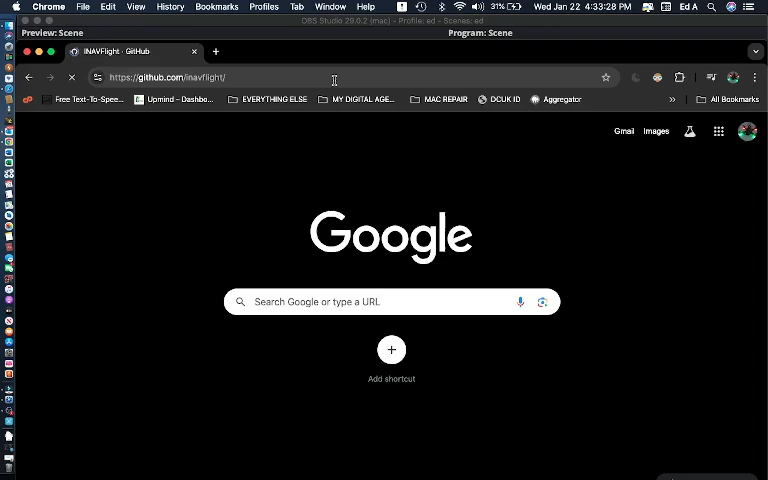 Chrome File Edit View History Bookmarks Profiles Tab Window Help 31% Wed Jan 22 4:33:28 PM Ed A
OBS Studio 29.0.2 (mac) - Profile: ed - Scenes: ed
Preview: Scene Program: Scene
INAVFlight · GitHub
https://github.com/inavflight/
Free Text-To-Spee... Upmind – Dashbo... EVERYTHING ELSE MY DIGITAL AGE... MAC REPAIR DCUK ID Aggregator » All Bookmarks
Gmail Images
Google
Search Google or type a URL
Add shortcut